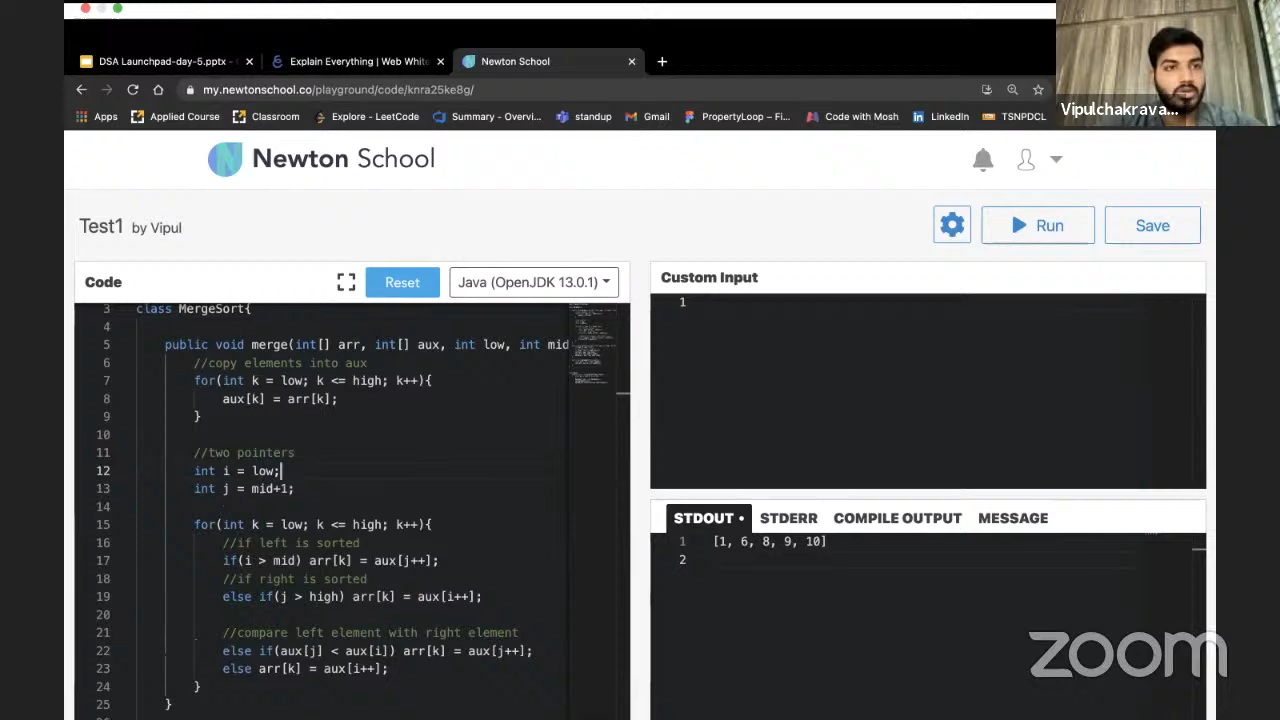 DSA Launchpad-day-5.pptx -
Explain Everything | Web White
Newton School
my.newtonschool.co/playground/code/knra25ke8g/
Apps
Applied Course
Classroom
Explore - LeetCode
Summary - Overvi...
standup
Gmail
PropertyLoop – Fi...
Code with Mosh
LinkedIn
TSNPDCL
Vipulchakrava...
Newton School
Test1 by Vipul
Run
Save
Code
Reset
Java (OpenJDK 13.0.1)
3 class MergeSort{
4
5 public void merge(int[] arr, int[] aux, int low, int mid
6 //copy elements into aux
7 for(int k = low; k <= high; k++){
8 aux[k] = arr[k];
9 }
10
11 //two pointers
12 int i = low;
13 int j = mid+1;
14
15 for(int k = low; k <= high; k++){
16 //if left is sorted
17 if(i > mid) arr[k] = aux[j++];
18 //if right is sorted
19 else if(j > high) arr[k] = aux[i++];
20
21 //compare left element with right element
22 else if(aux[j] < aux[i]) arr[k] = aux[j++];
23 else arr[k] = aux[i++];
24 }
25 }
Custom Input
1
STDOUT •
STDERR
COMPILE OUTPUT
MESSAGE
1 [1, 6, 8, 9, 10]
2
zoom